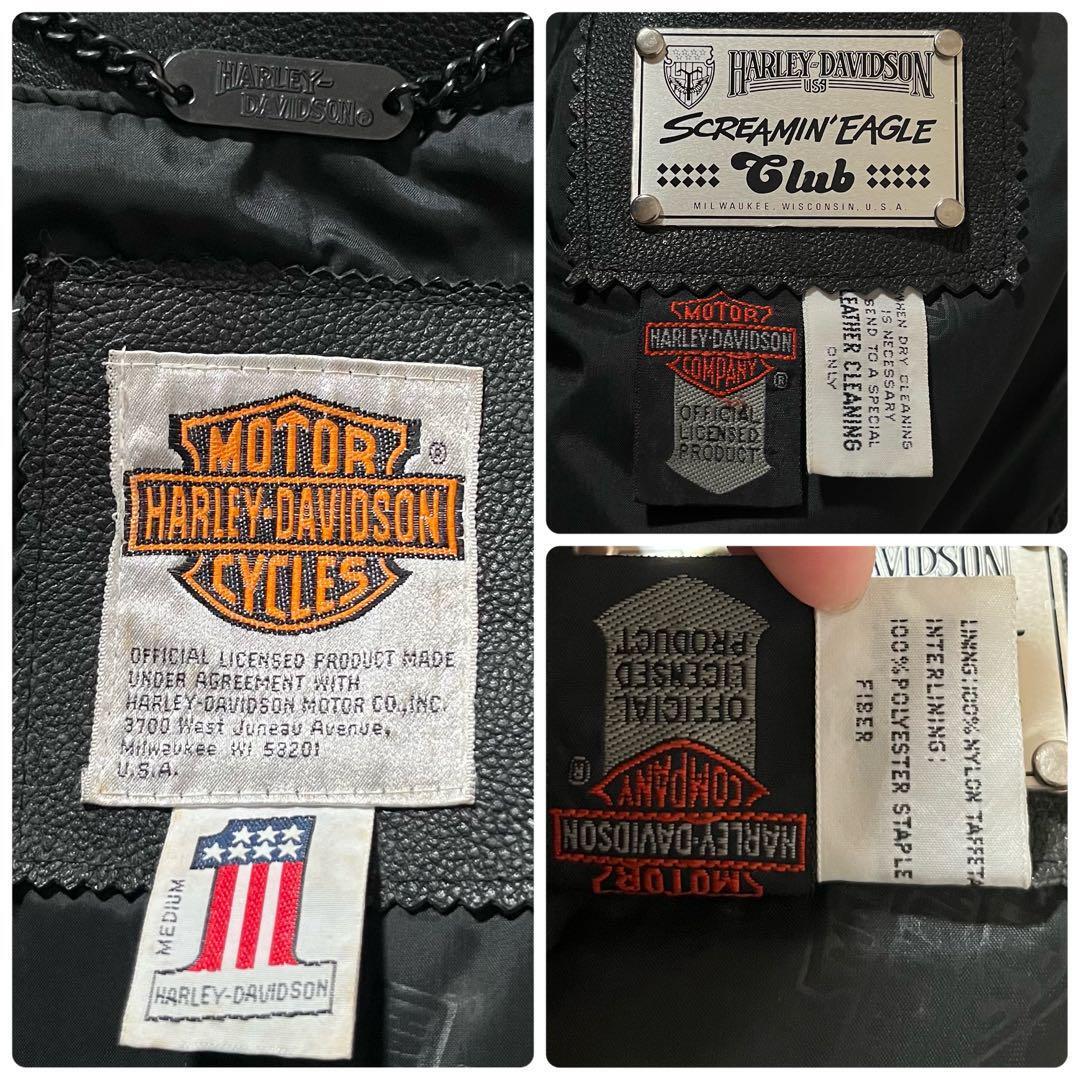 HARLEY-
DAVIDSON®
MOTOR ®
HARLEY-DAVIDSON
CYCLES
OFFICIAL LICENSED PRODUCT MADE
UNDER AGREEMENT WITH
HARLEY-DAVIDSON MOTOR CO.,INC.
3700 West Juneau Avenue,
Milwaukee WI 53201
U.S.A.
MEDIUM
1
HARLEY-DAVIDSON
HARLEY-DAVIDSON
USA
SCREAMIN' EAGLE
Club
MILWAUKEE, WISCONSIN, U.S.A.
MOTOR
HARLEY-DAVIDSON
COMPANY ®
OFFICIAL
LICENSED
PRODUCT
WHEN DRY CLEANING
IS NECESSARY
SEND TO A SPECIAL
LEATHER CLEANING
ONLY
MOTOR
HARLEY-DAVIDSON
COMPANY ®
OFFICIAL
LICENSED
PRODUCT
AVIDSON
LINING:100% NYLON TAFFETA
INTERLINING:
100%POLYESTER STAPLE
FIBER